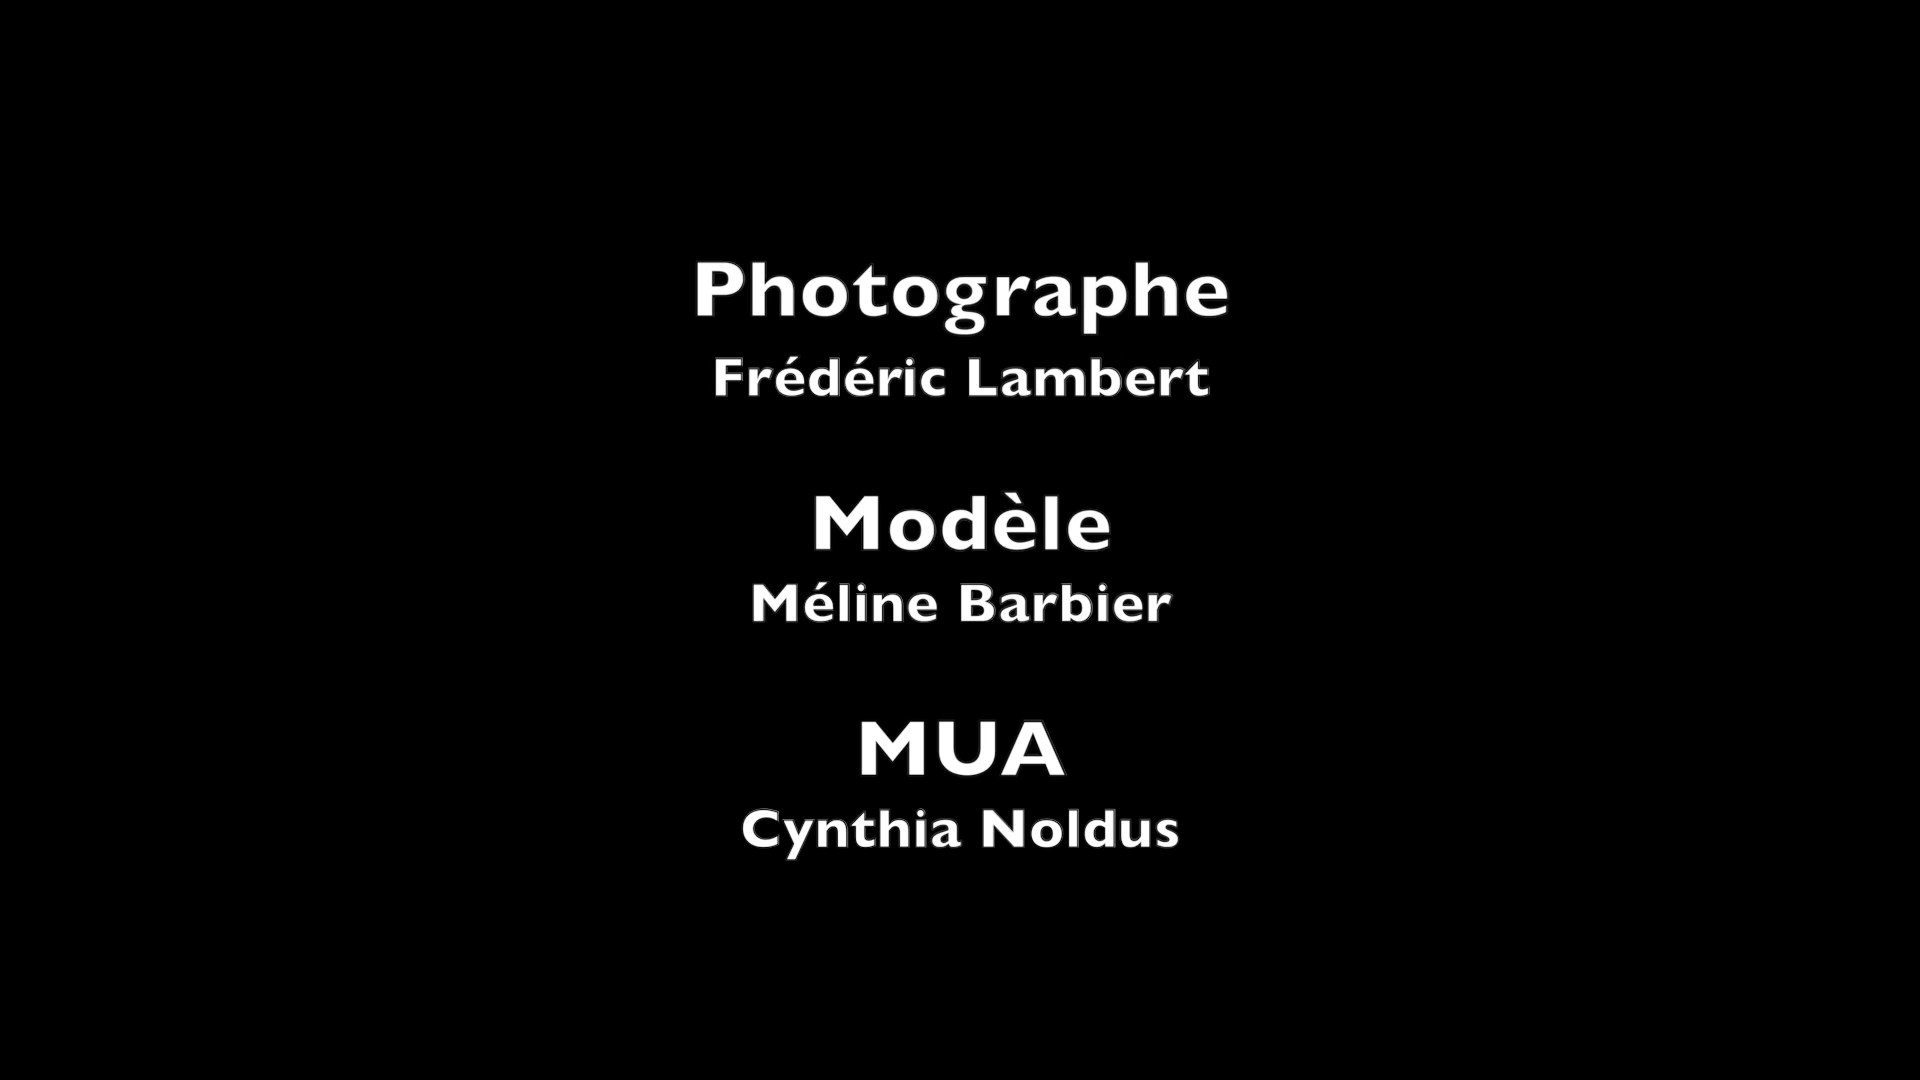 Photographe
Frédéric Lambert
Modèle
Méline Barbier
MUA
Cynthia Noldus